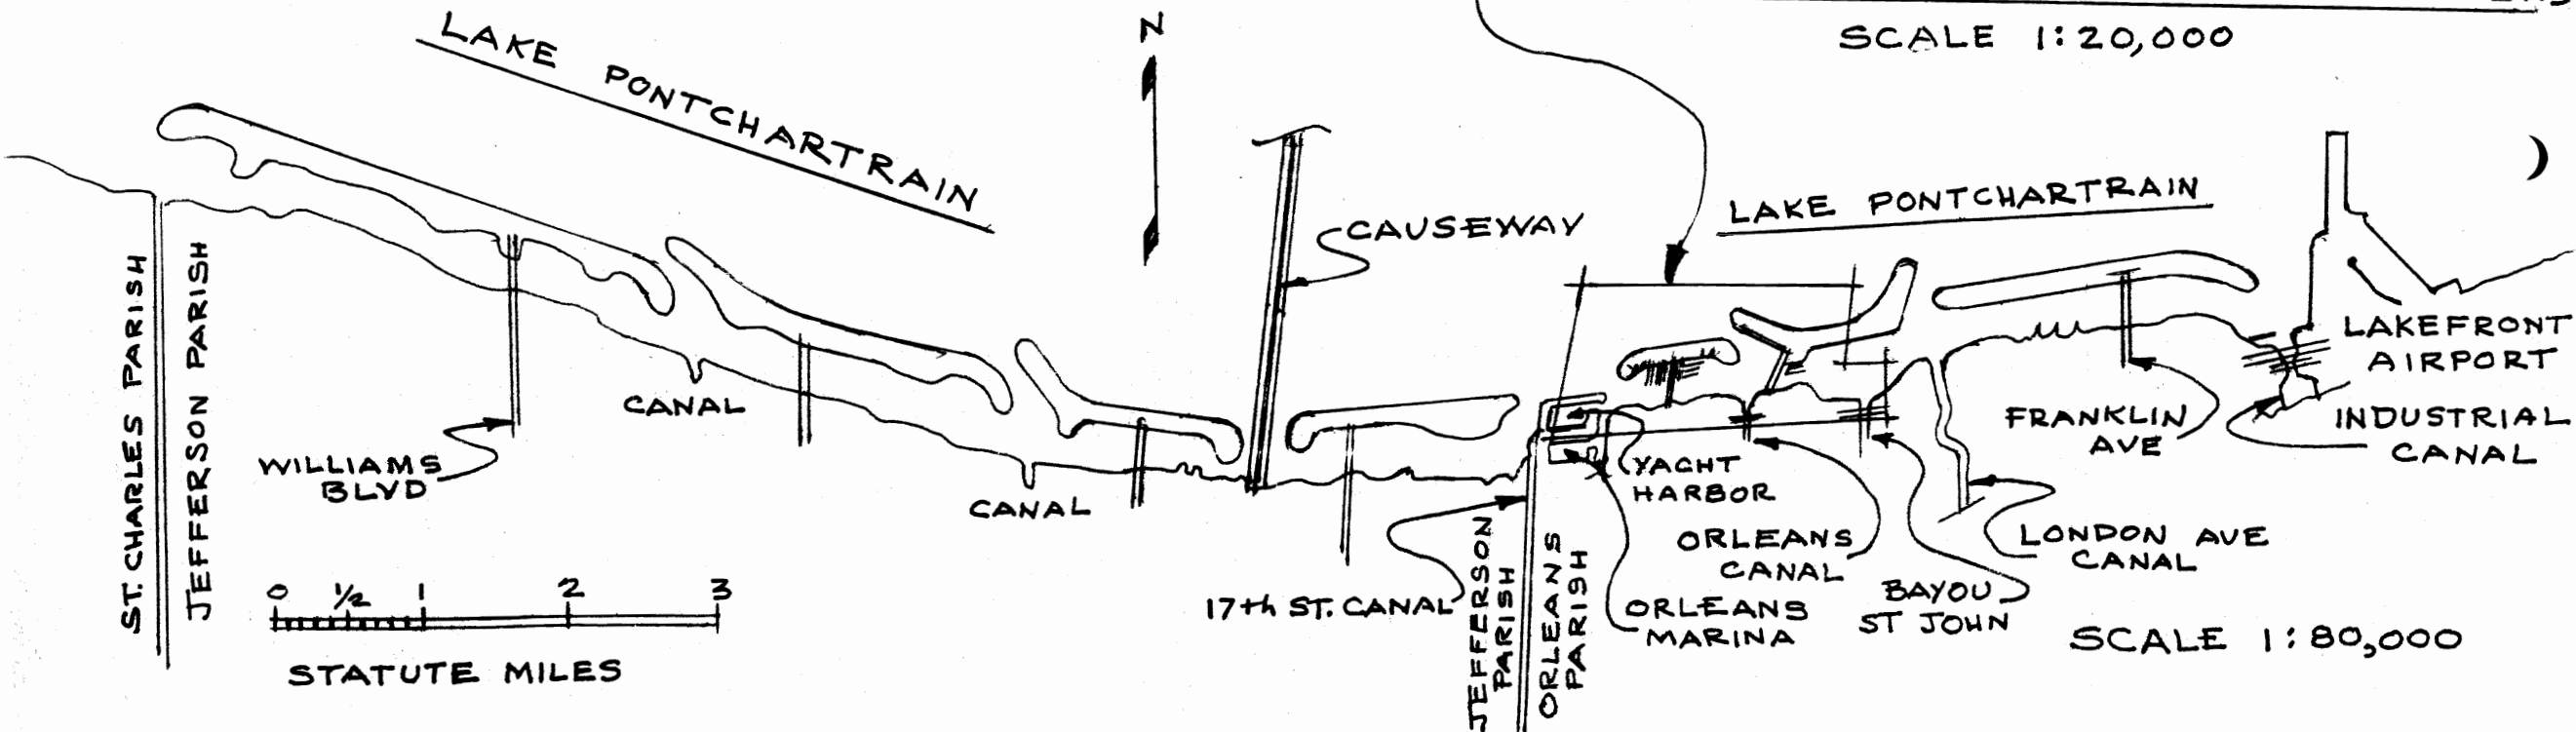 SCALE 1:20,000
LAKE PONTCHARTRAIN
N
LAKE PONTCHARTRAIN
CAUSEWAY
ST. CHARLES PARISH
JEFFERSON PARISH
WILLIAMS
BLVD
CANAL
CANAL
LAKEFRONT
AIRPORT
FRANKLIN
AVE
INDUSTRIAL
CANAL
YACHT
HARBOR
ORLEANS
CANAL
LONDON AVE
CANAL
17th ST. CANAL
JEFFERSON
PARISH
ORLEANS
PARISH
ORLEANS
MARINA
BAYOU
ST JOHN
0 1/2 1 2 3
STATUTE MILES
SCALE 1:80,000